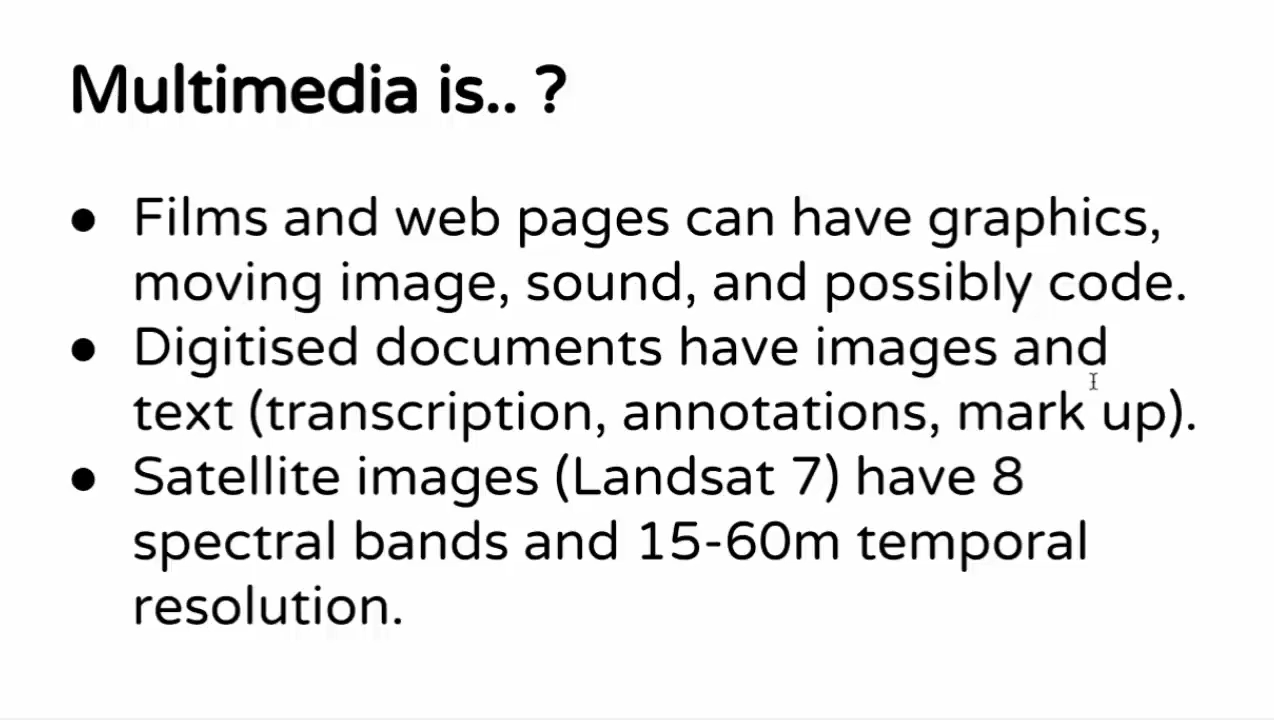 Multimedia is.. ?
● Films and web pages can have graphics,
moving image, sound, and possibly code.
● Digitised documents have images and
text (transcription, annotations, mark up).
● Satellite images (Landsat 7) have 8
spectral bands and 15-60m temporal
resolution.